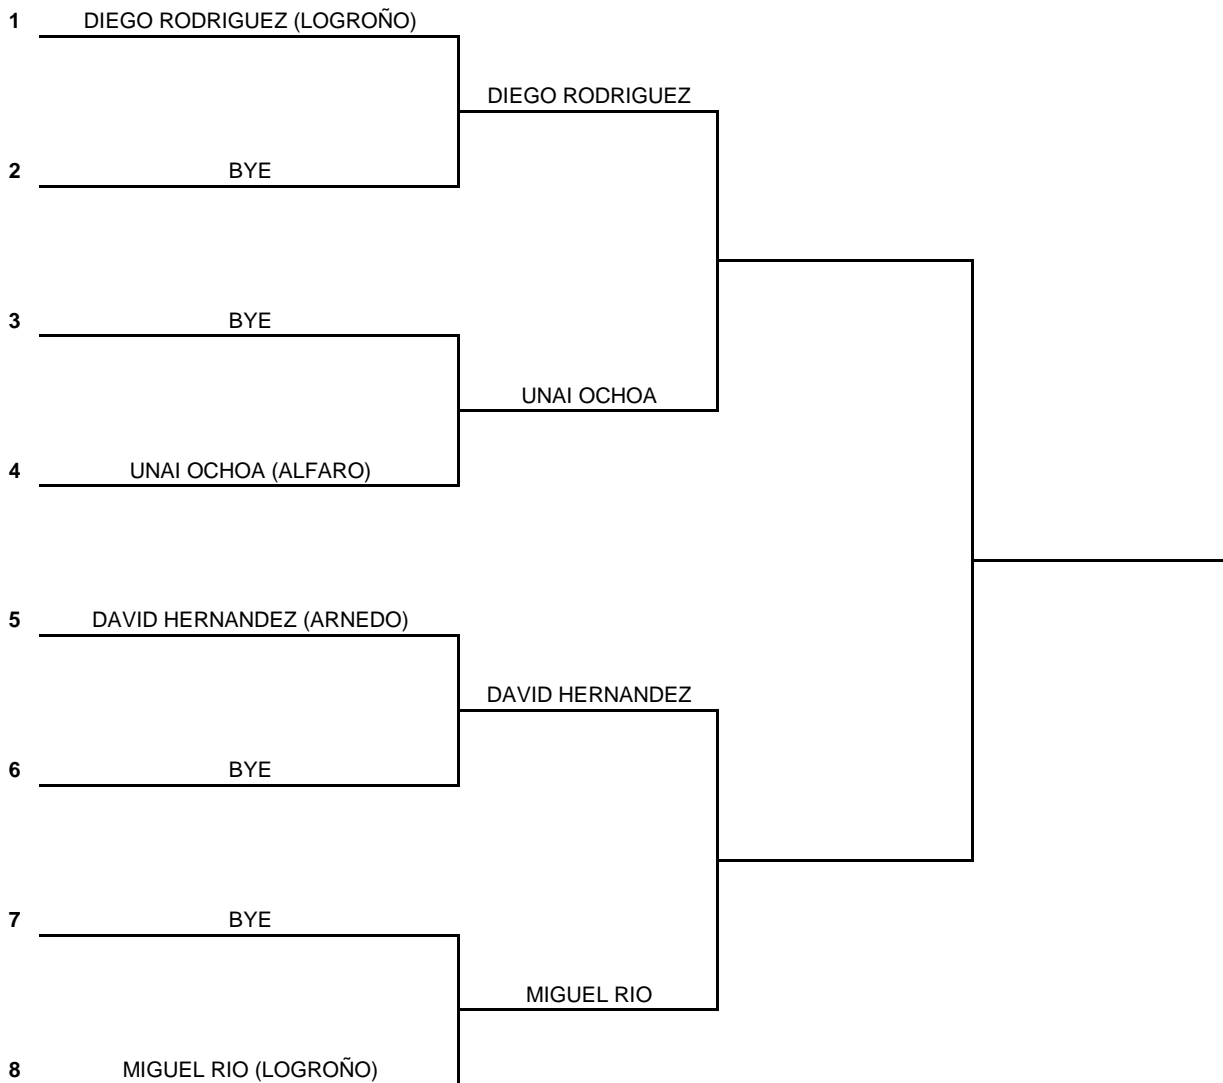 1 DIEGO RODRIGUEZ (LOGROÑO)
DIEGO RODRIGUEZ
2 BYE
3 BYE
UNAI OCHOA
4 UNAI OCHOA (ALFARO)
5 DAVID HERNANDEZ (ARNEDO)
DAVID HERNANDEZ
6 BYE
7 BYE
MIGUEL RIO
8 MIGUEL RIO (LOGROÑO)